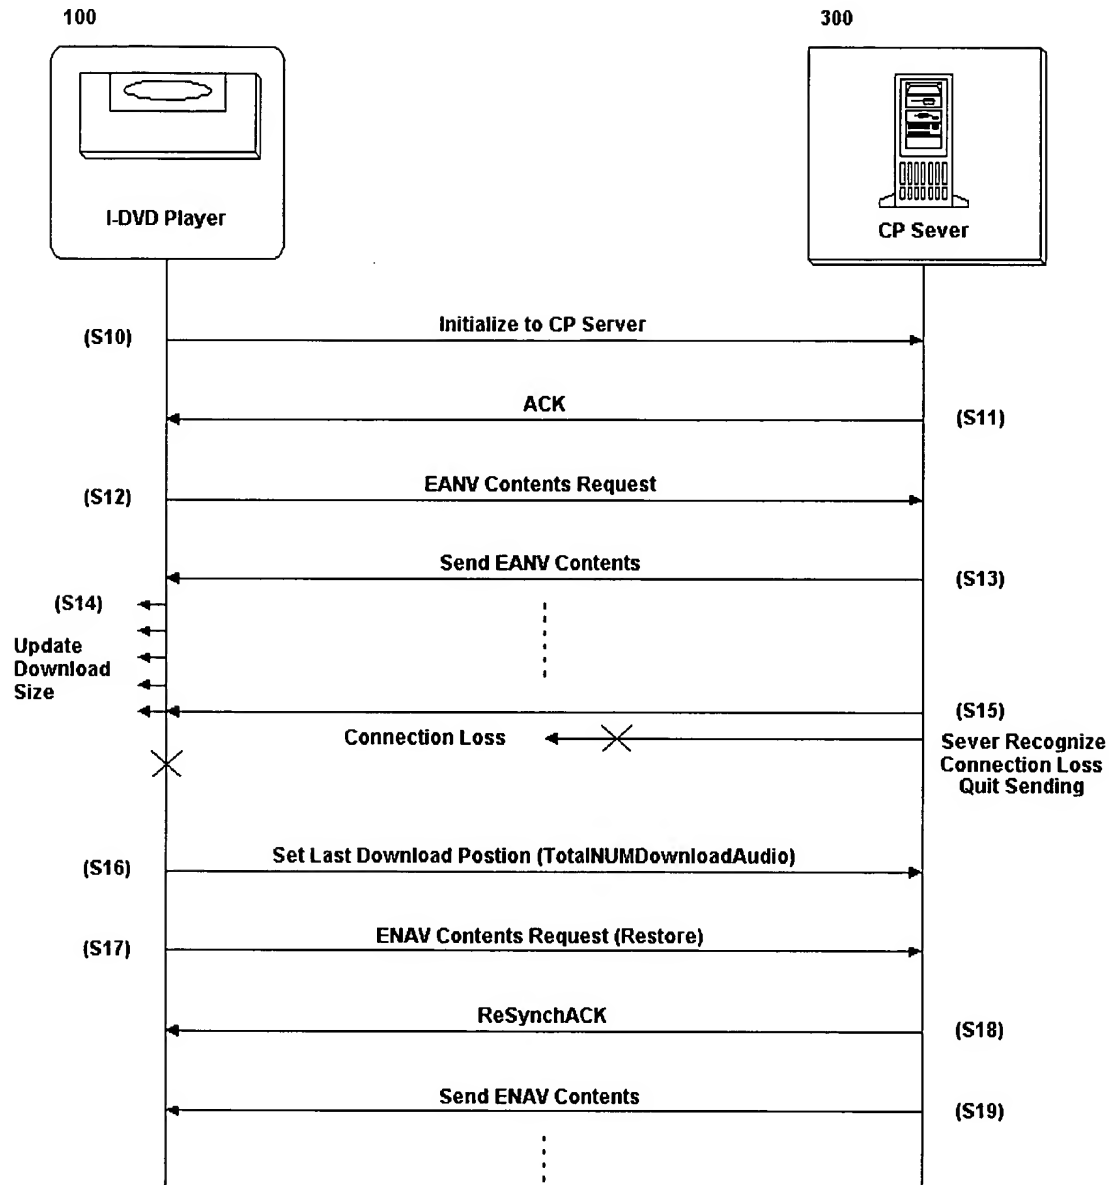 100
300
I-DVD Player
CP Sever
(S10)
Initialize to CP Server
ACK
(S11)
(S12)
EANV Contents Request
Send EANV Contents
(S13)
(S14)
Update
Download
Size
(S15)
Connection Loss
Sever Recognize
Connection Loss
Quit Sending
(S16)
Set Last Download Postion (TotalNUMDownloadAudio)
(S17)
ENAV Contents Request (Restore)
ReSynchACK
(S18)
Send ENAV Contents
(S19)